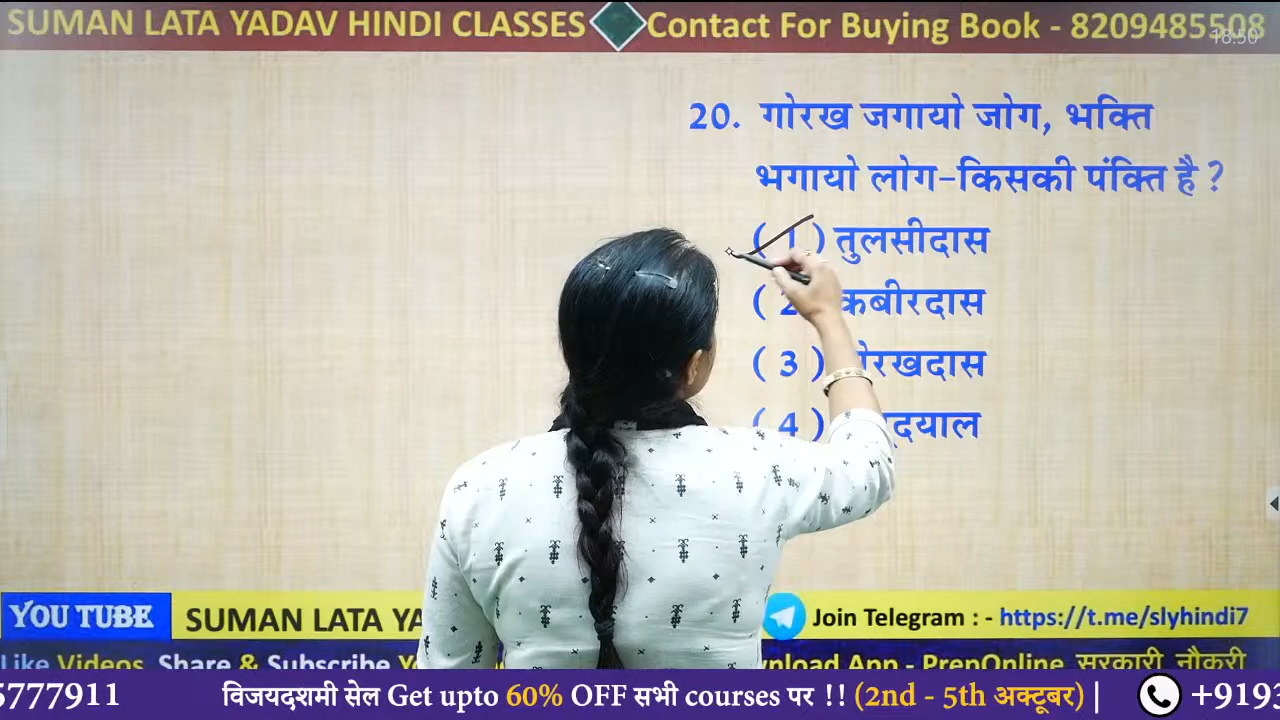 SUMAN LATA YADAV HINDI CLASSES Contact For Buying Book - 8209485508
18:50
20. गोरख जगायो जोग, भक्ति
भगायो लोग-किसकी पंक्ति है ?
( 1 ) तुलसीदास
( 2 कबीरदास
( 3 ) रखदास
( 4 ) दयाल
YOU TUBE SUMAN LATA YA Join Telegram : - https://t.me/slyhindi7
Like Videos, Share & Subscribe App - PrepOnline सरकारी नौकरी
5777911 विजयदशमी सेल Get upto 60% OFF सभी courses पर !! (2nd - 5th अक्टूबर) | +9193